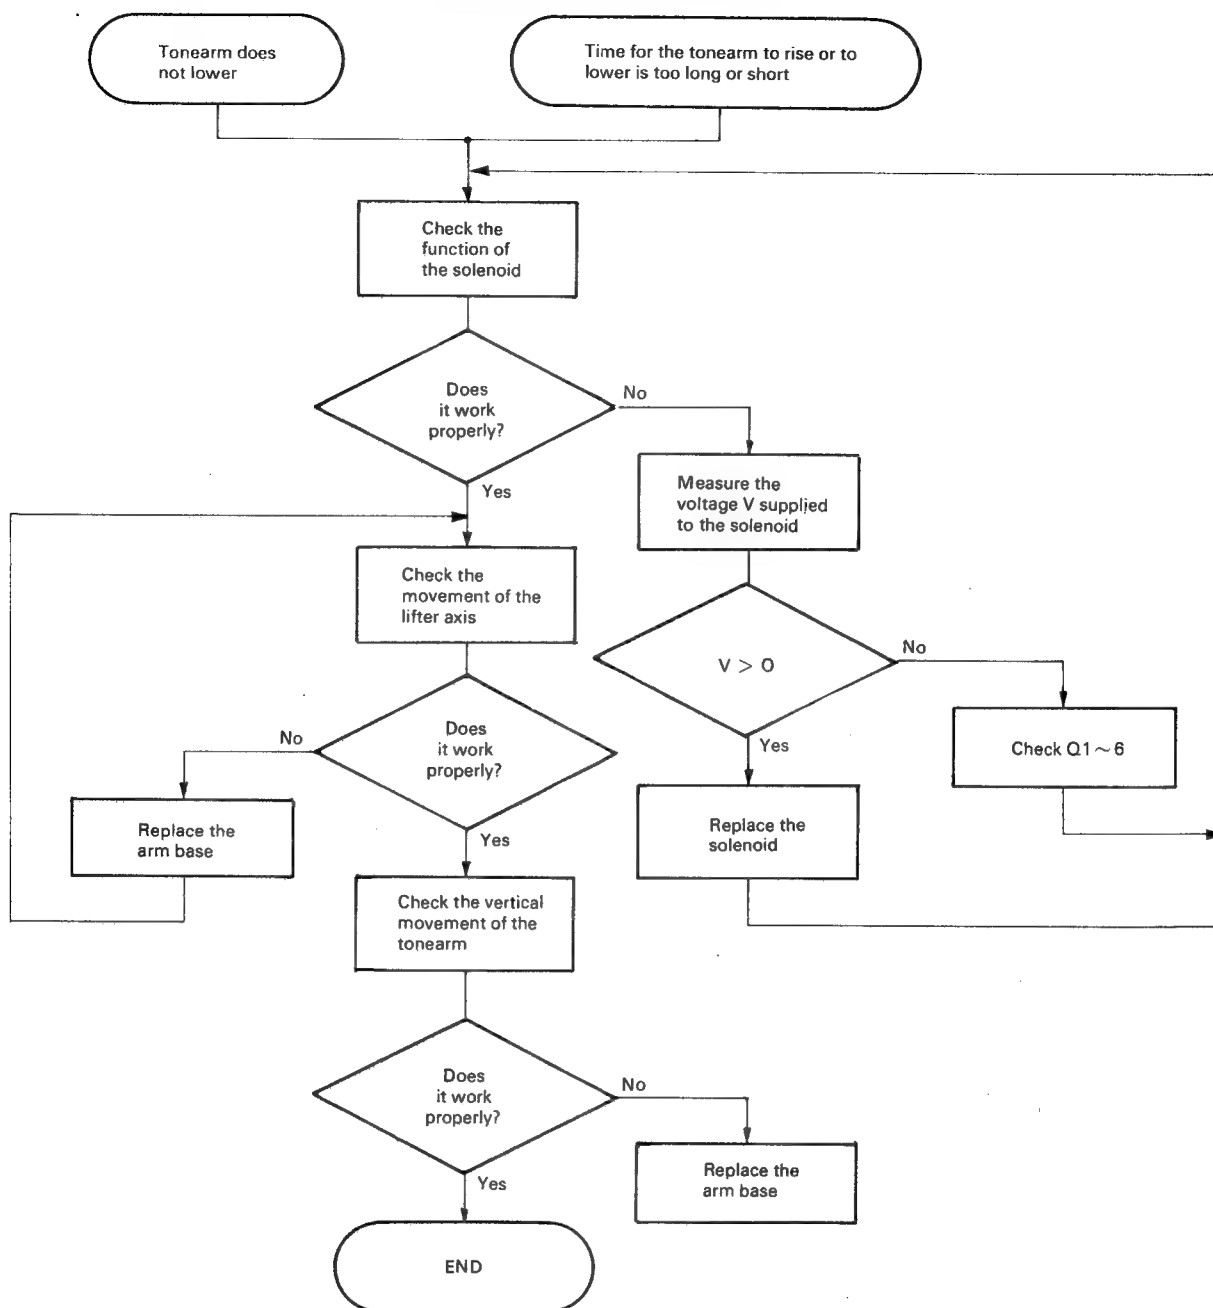 Tonearm does
not lower
Time for the tonearm to rise or to
lower is too long or short
Check the
function of
the solenoid
Does
it work
properly?
No
Yes
Measure the
voltage V supplied
to the solenoid
Check the
movement of the
lifter axis
V > O
No
Yes
Does
it work
properly?
No
Yes
Check Q1~6
Replace the
arm base
Replace the
solenoid
Check the vertical
movement of the
tonearm
Does
it work
properly?
No
Yes
Replace the
arm base
END